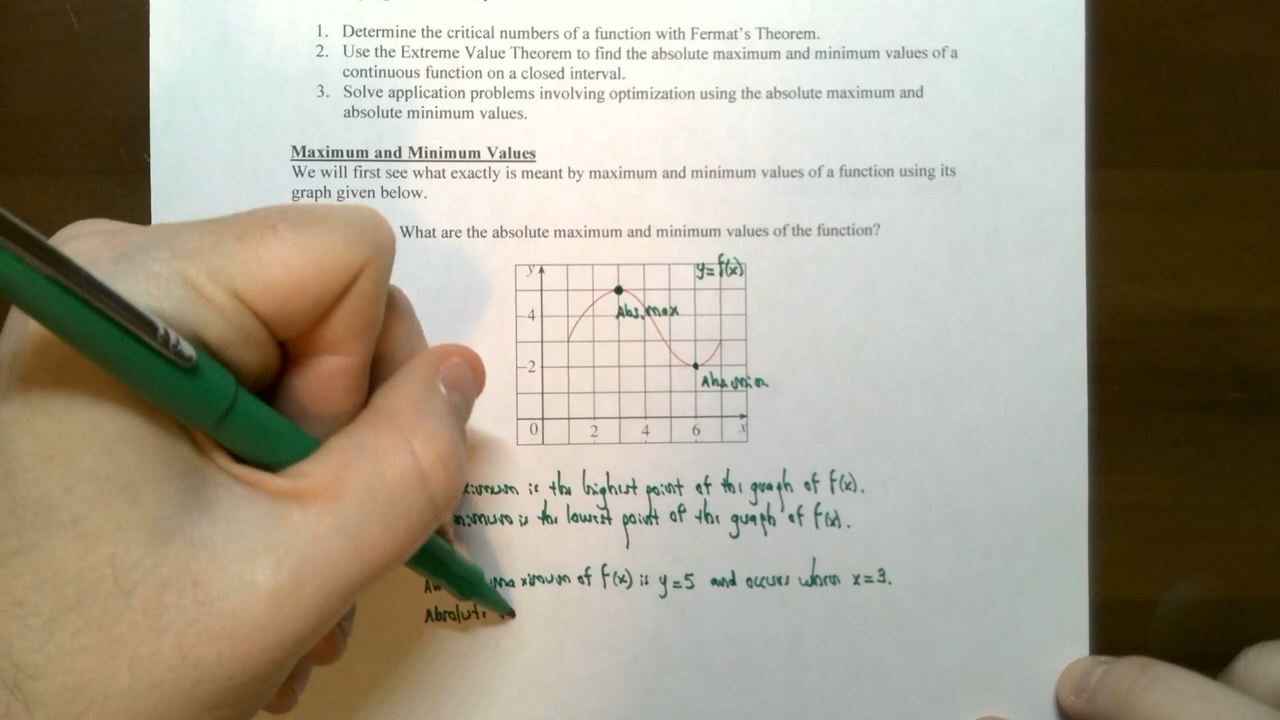 1. Determine the critical numbers of a function with Fermat's Theorem.
2. Use the Extreme Value Theorem to find the absolute maximum and minimum values of a
continuous function on a closed interval.
3. Solve application problems involving optimization using the absolute maximum and
absolute minimum values.
Maximum and Minimum Values
We will first see what exactly is meant by maximum and minimum values of a function using its
graph given below.
What are the absolute maximum and minimum values of the function?
y
y=f(x)
4
Abs. max
2
Abs. min
0 2 4 6 x
is the highest point of the graph of f(x).
is the lowest point of the graph of f(x).
maximum of f(x) is y=5 and occurs when x=3.
Absolute